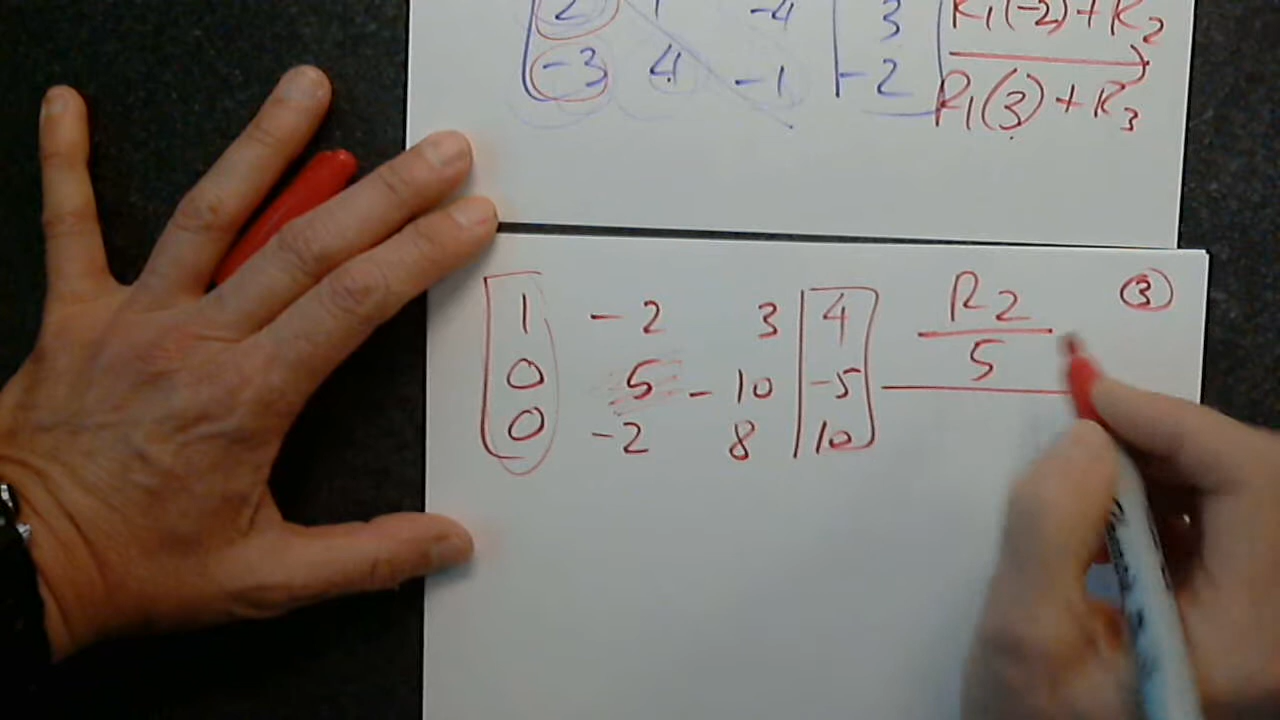 2 1 -4 | 3 R1(-2)+R2
-3 4 -1 | -2 R1(3)+R3
3
1 -2 3 | 4 R2
5
0 5 -10 | -5
0 -2 8 | 10